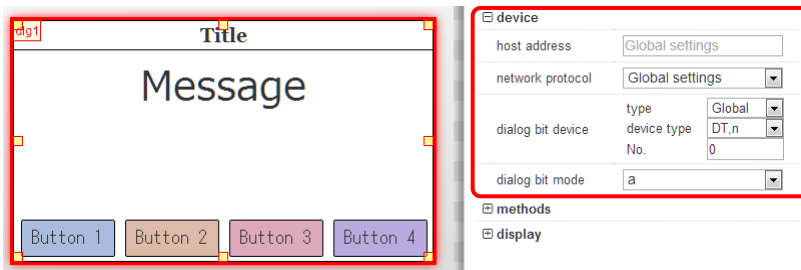 dlg1
Title
Message
Button 1 Button 2 Button 3 Button 4
device
host address Global settings
network protocol Global settings
type Global
dialog bit device device type DT,n
No. 0
dialog bit mode a
methods
display